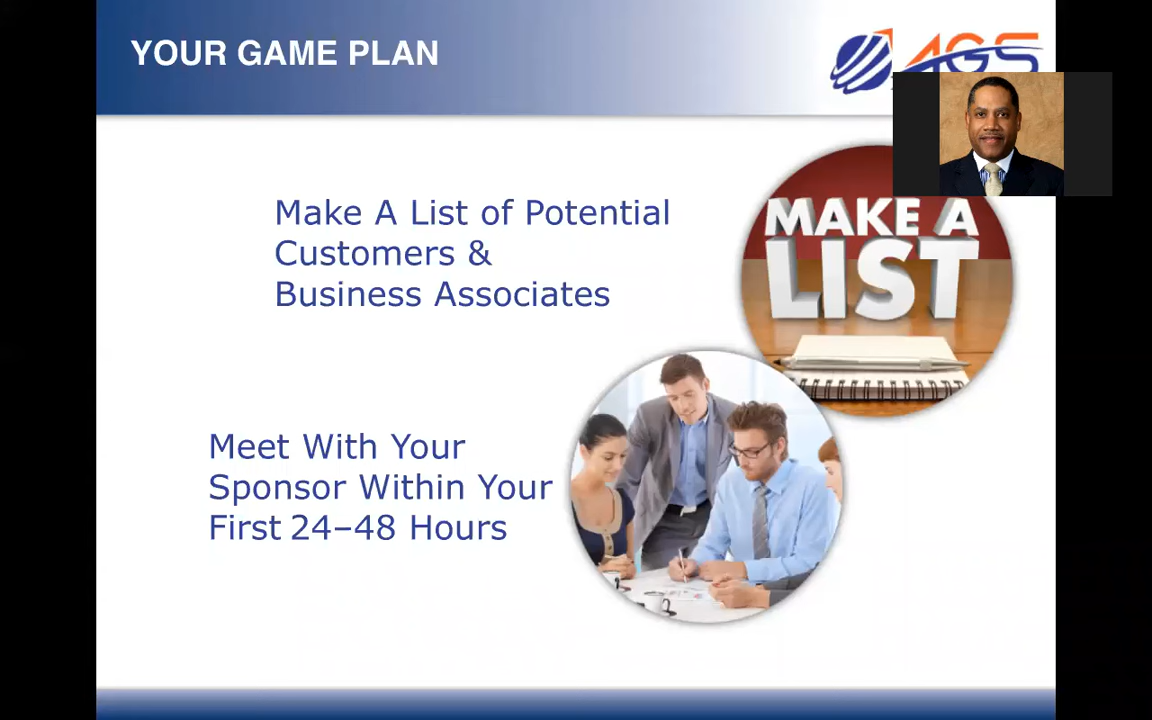 YOUR GAME PLAN
AGS
Make A List of Potential
Customers &
Business Associates
MAKE A
LIST
Meet With Your
Sponsor Within Your
First 24–48 Hours